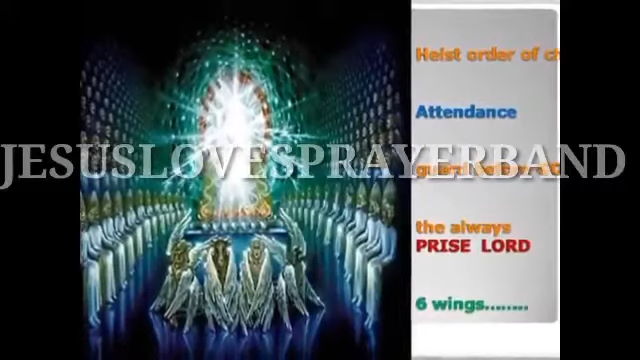 Heist order of
Attendance
JESUSLOVESPRAYERBAND
the always
PRISE LORD
6 wings........